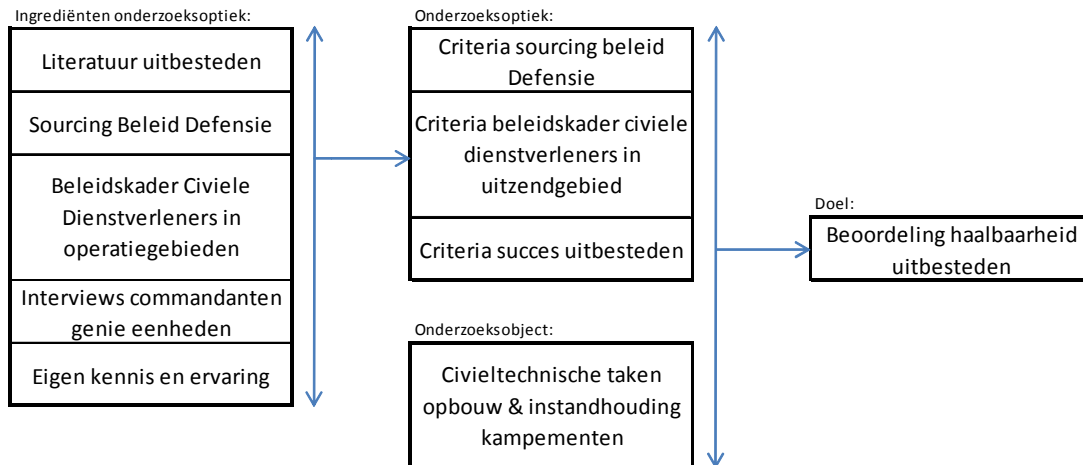 Ingrediënten onderzoeksoptiek:
Literatuur uitbesteden
Sourcing Beleid Defensie
Beleidskader Civiele
Dienstverleners in
operatiegebieden
Interviews commandanten
genie eenheden
Eigen kennis en ervaring
Onderzoeksoptiek:
Criteria sourcing beleid
Defensie
Criteria beleidskader civiele
dienstverleners in
uitzendgebied
Criteria succes uitbesteden
Onderzoeksobject:
Civieltechnische taken
opbouw & instandhouding
kampementen
Doel:
Beoordeling haalbaarheid
uitbesteden